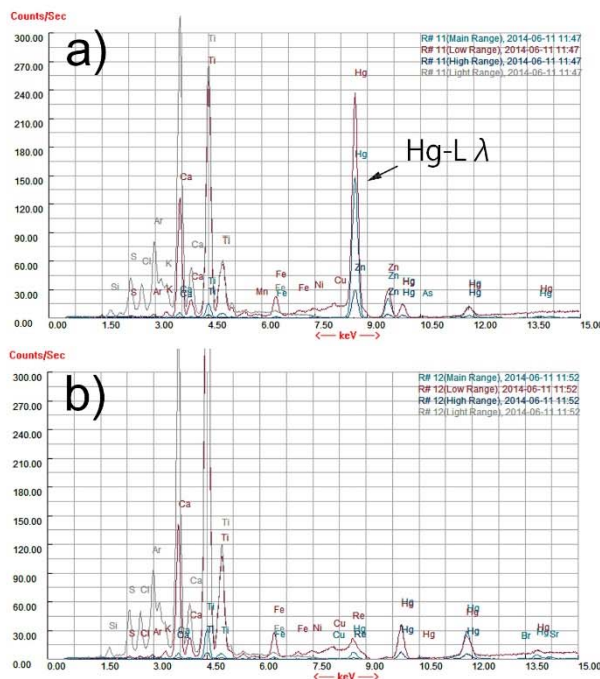 Counts/Sec
a)
300.00
270.00
240.00
210.00
180.00
150.00
120.00
90.00
60.00
30.00
0.00
R# 11(Main Range), 2014-06-11 11:47
R# 11(Low Range), 2014-06-11 11:47
R# 11(High Range), 2014-06-11 11:47
R# 11(Light Range), 2014-06-11 11:47
Ti
Ti
Hg
Hg-L λ
Hg
Ca
Ar
S
Cl
K
Ca
Ti
Si
S
Ar
K
Ca
Ca
Ti
Mn
Fe
Fe
Fe
Ni
Cu
Zn
Zn
Zn
Hg
Hg
As
Hg
Hg
Hg
Hg
0.00
1.50
3.00
4.50
6.00
7.50
9.00
10.50
12.00
13.50
15.00
<—— keV ——>
Counts/Sec
b)
300.00
270.00
240.00
210.00
180.00
150.00
120.00
90.00
60.00
30.00
0.00
R# 12(Main Range), 2014-06-11 11:52
R# 12(Low Range), 2014-06-11 11:52
R# 12(High Range), 2014-06-11 11:52
R# 12(Light Range), 2014-06-11 11:52
Ca
Ti
Ti
Ar
S
Cl
K
Ca
Si
S
Cl
Ar
K
Ca
Ca
Ti
Ti
Ti
Fe
Fe
Fe
Fe
Ni
Cu
Cu
Re
Hg
Re
Hg
Hg
Hg
Hg
Hg
Hg
Br
Hg
Hg
Sr
0.00
1.50
3.00
4.50
6.00
7.50
9.00
10.50
12.00
13.50
15.00
<—— keV ——>